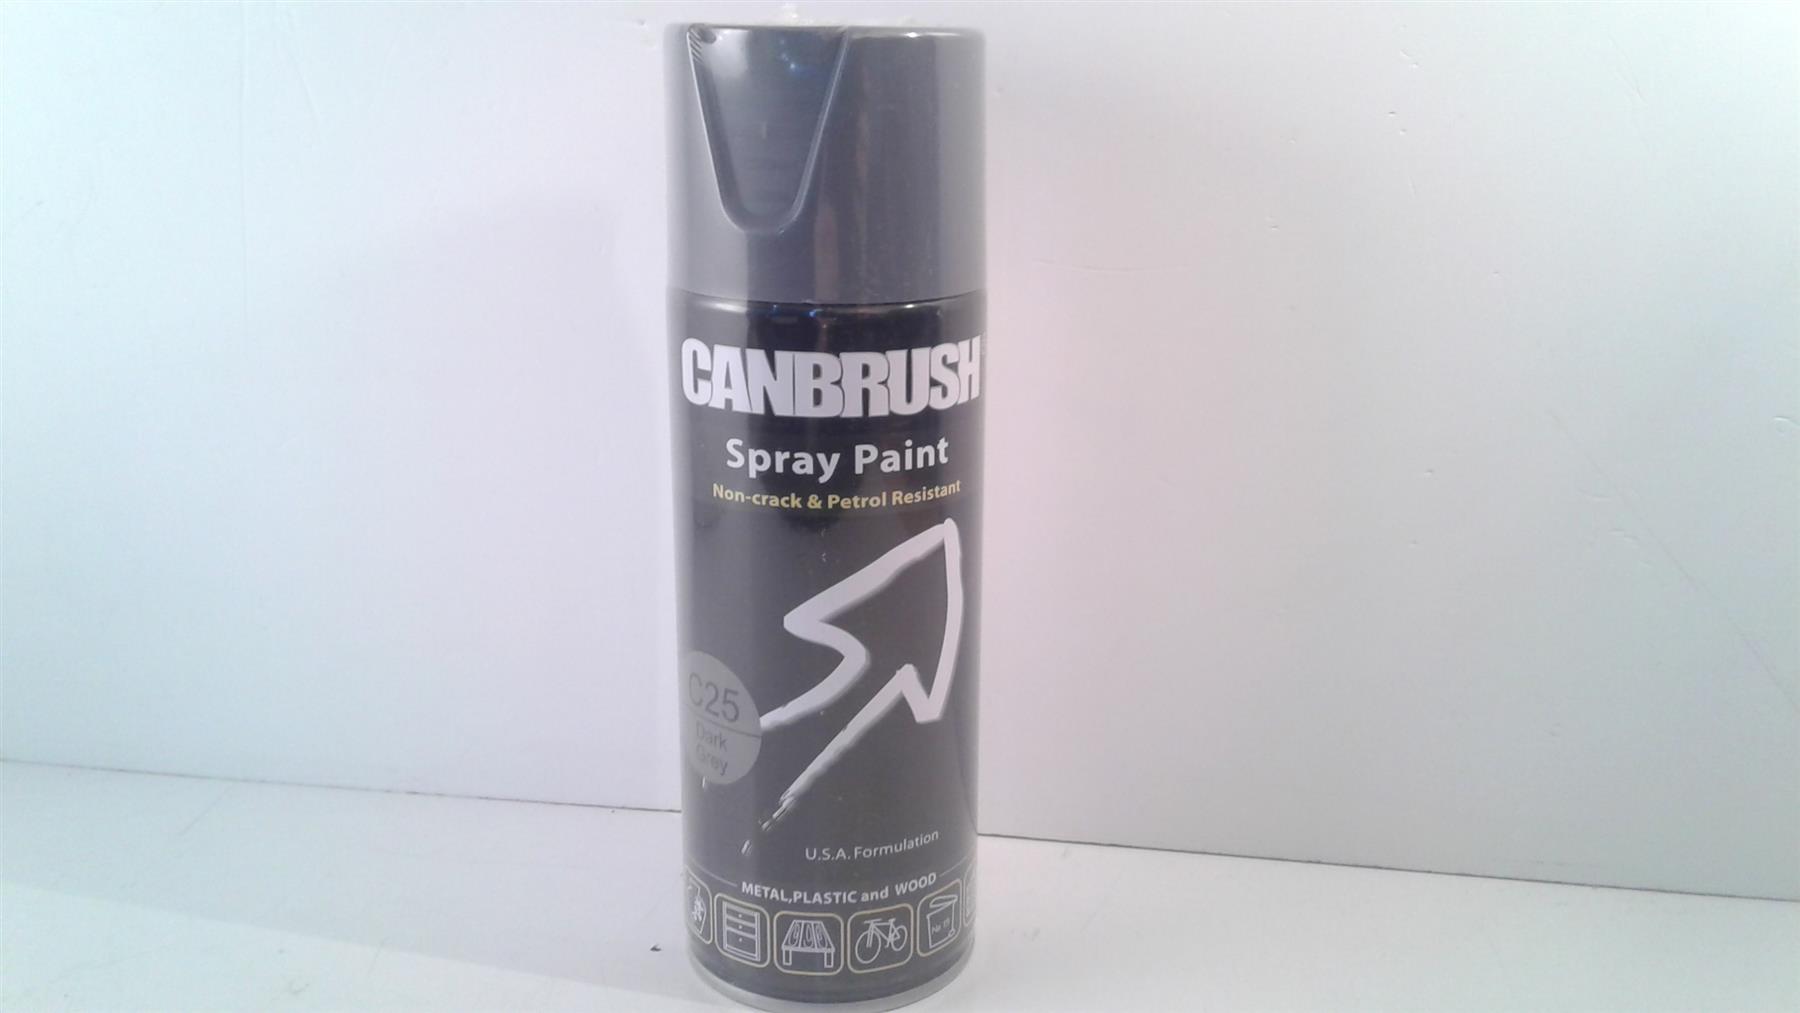 CANBRUSH
Spray Paint
Non-crack & Petrol Resistant
C25
Dark
Grey
U.S.A. Formulation
METAL,PLASTIC and WOOD